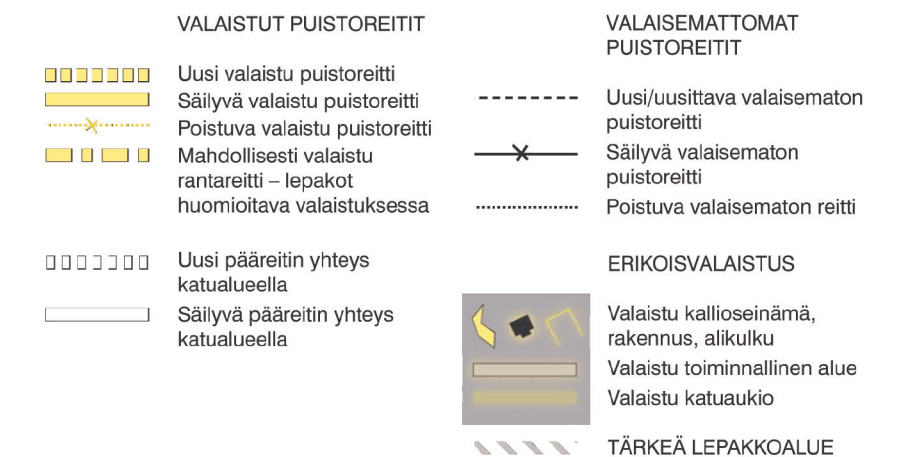 VALAISTUT PUISTOREITIT
Uusi valaistu puistoreitti
Säilyvä valaistu puistoreitti
Poistuva valaistu puistoreitti
Mahdollisesti valaistu
rantareitti – lepakot
huomioitava valaistuksessa
Uusi pääreitin yhteys
katualueella
Säilyvä pääreitin yhteys
katualueella
VALAISEMATTOMAT
PUISTOREITIT
Uusi/uusittava valaisematon
puistoreitti
Säilyvä valaisematon
puistoreitti
Poistuva valaisematon reitti
ERIKOISVALAISTUS
Valaistu kallioseinämä,
rakennus, alikulku
Valaistu toiminnallinen alue
Valaistu katuaukio
TÄRKEÄ LEPAKKOALUE